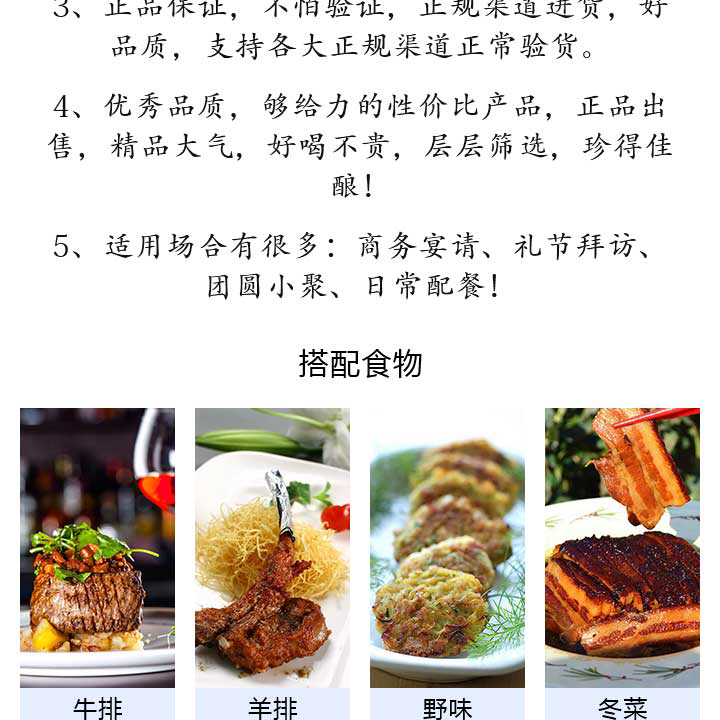 3、正品保证，不怕验证，正规渠道进货，好
品质，支持各大正规渠道正常验货。
4、优秀品质，够给力的性价比产品，正品出
售，精品大气，好喝不贵，层层筛选，珍得佳
酿！
5、适用场合有很多：商务宴请、礼节拜访、
团圆小聚、日常配餐！
搭配食物
牛排
羊排
野味
冬菜